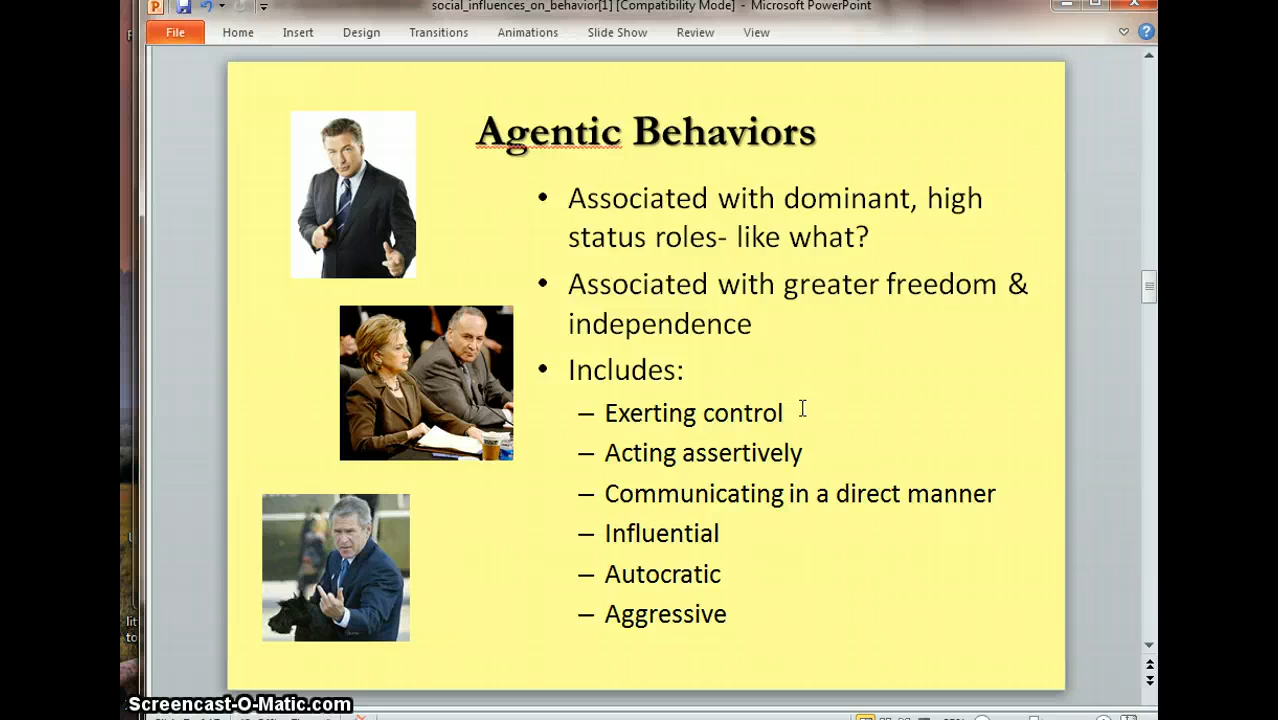 social_influences_on_behavior[1] [Compatibility Mode] - Microsoft PowerPoint
File Home Insert Design Transitions Animations Slide Show Review View
Agentic Behaviors
• Associated with dominant, high
status roles- like what?
• Associated with greater freedom &
independence
• Includes:
– Exerting control
– Acting assertively
– Communicating in a direct manner
– Influential
– Autocratic
– Aggressive
lit
to
Screencast-O-Matic.com